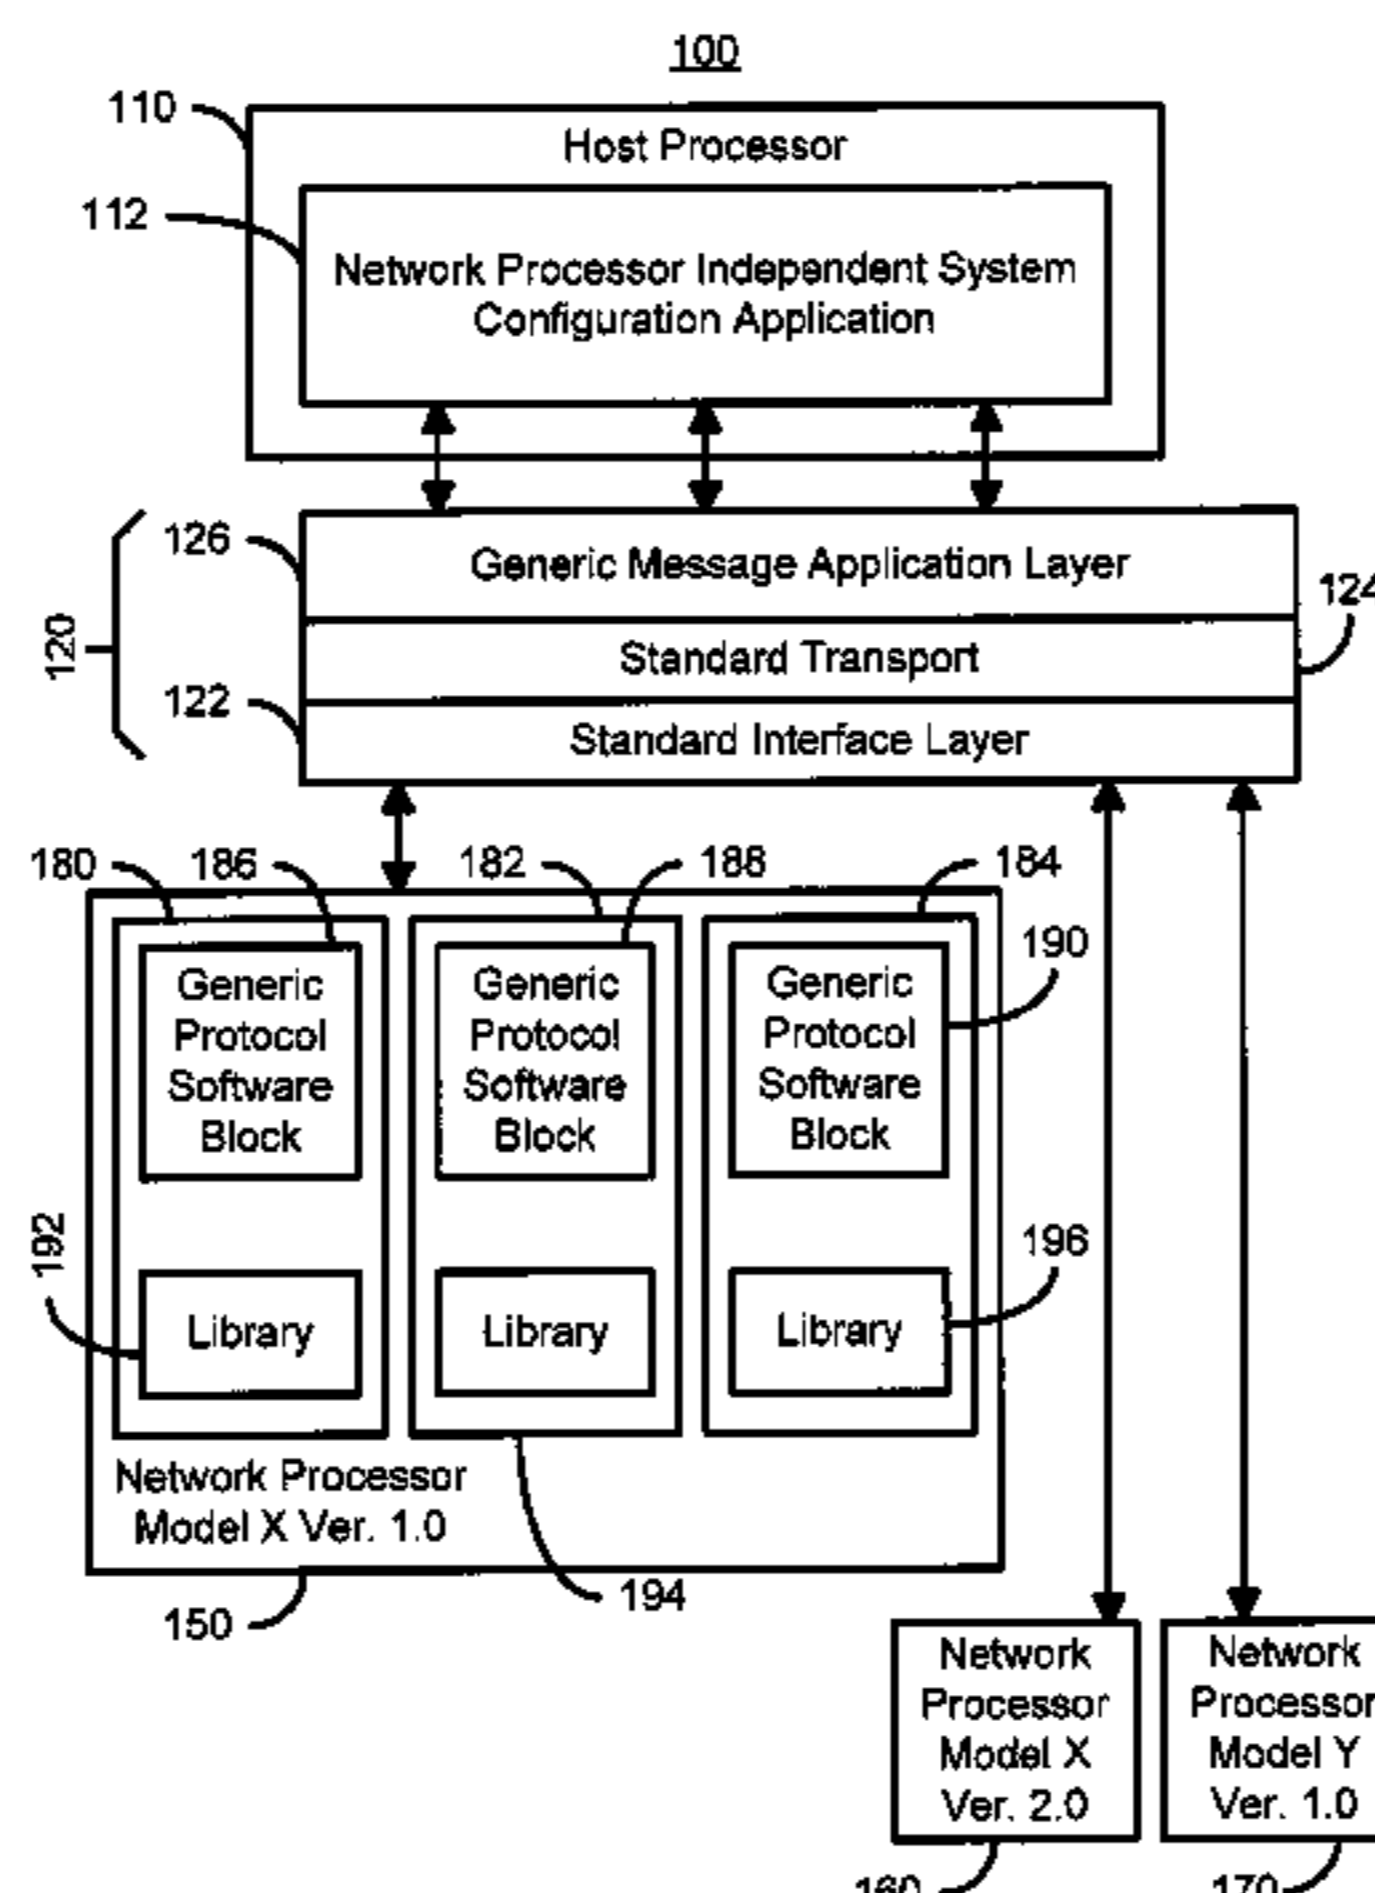 100
110
Host Processor
112
Network Processor Independent System
Configuration Application
126
Generic Message Application Layer
124
120
Standard Transport
122
Standard Interface Layer
180
186
182
188
184
190
Generic
Protocol
Software
Block
Generic
Protocol
Software
Block
Generic
Protocol
Software
Block
192
196
Library
Library
Library
Network Processor
Model X Ver. 1.0
194
150
Network
Processor
Model X
Ver. 2.0
Network
Processor
Model Y
Ver. 1.0
160
170